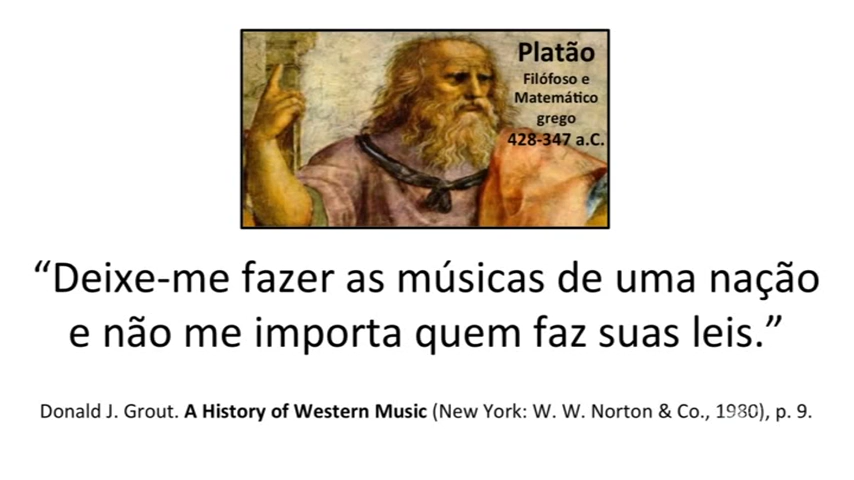 Platão
Filófoso e
Matemático
grego
428-347 a.C.
“Deixe-me fazer as músicas de uma nação
e não me importa quem faz suas leis.”
Donald J. Grout. A History of Western Music (New York: W. W. Norton & Co., 1980), p. 9.